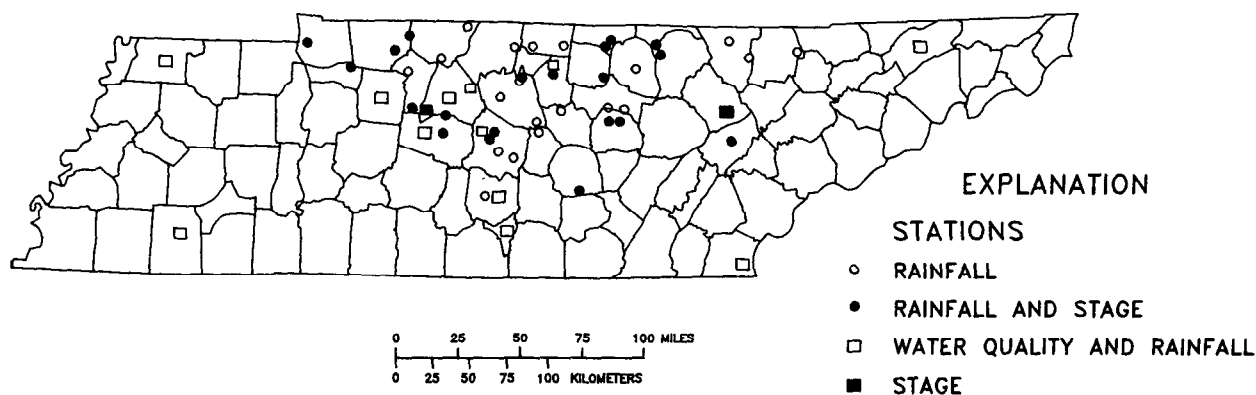 EXPLANATION
STATIONS
RAINFALL
RAINFALL AND STAGE
WATER QUALITY AND RAINFALL
STAGE
0 25 50 75 100 MILES
0 25 50 75 100 KILOMETERS